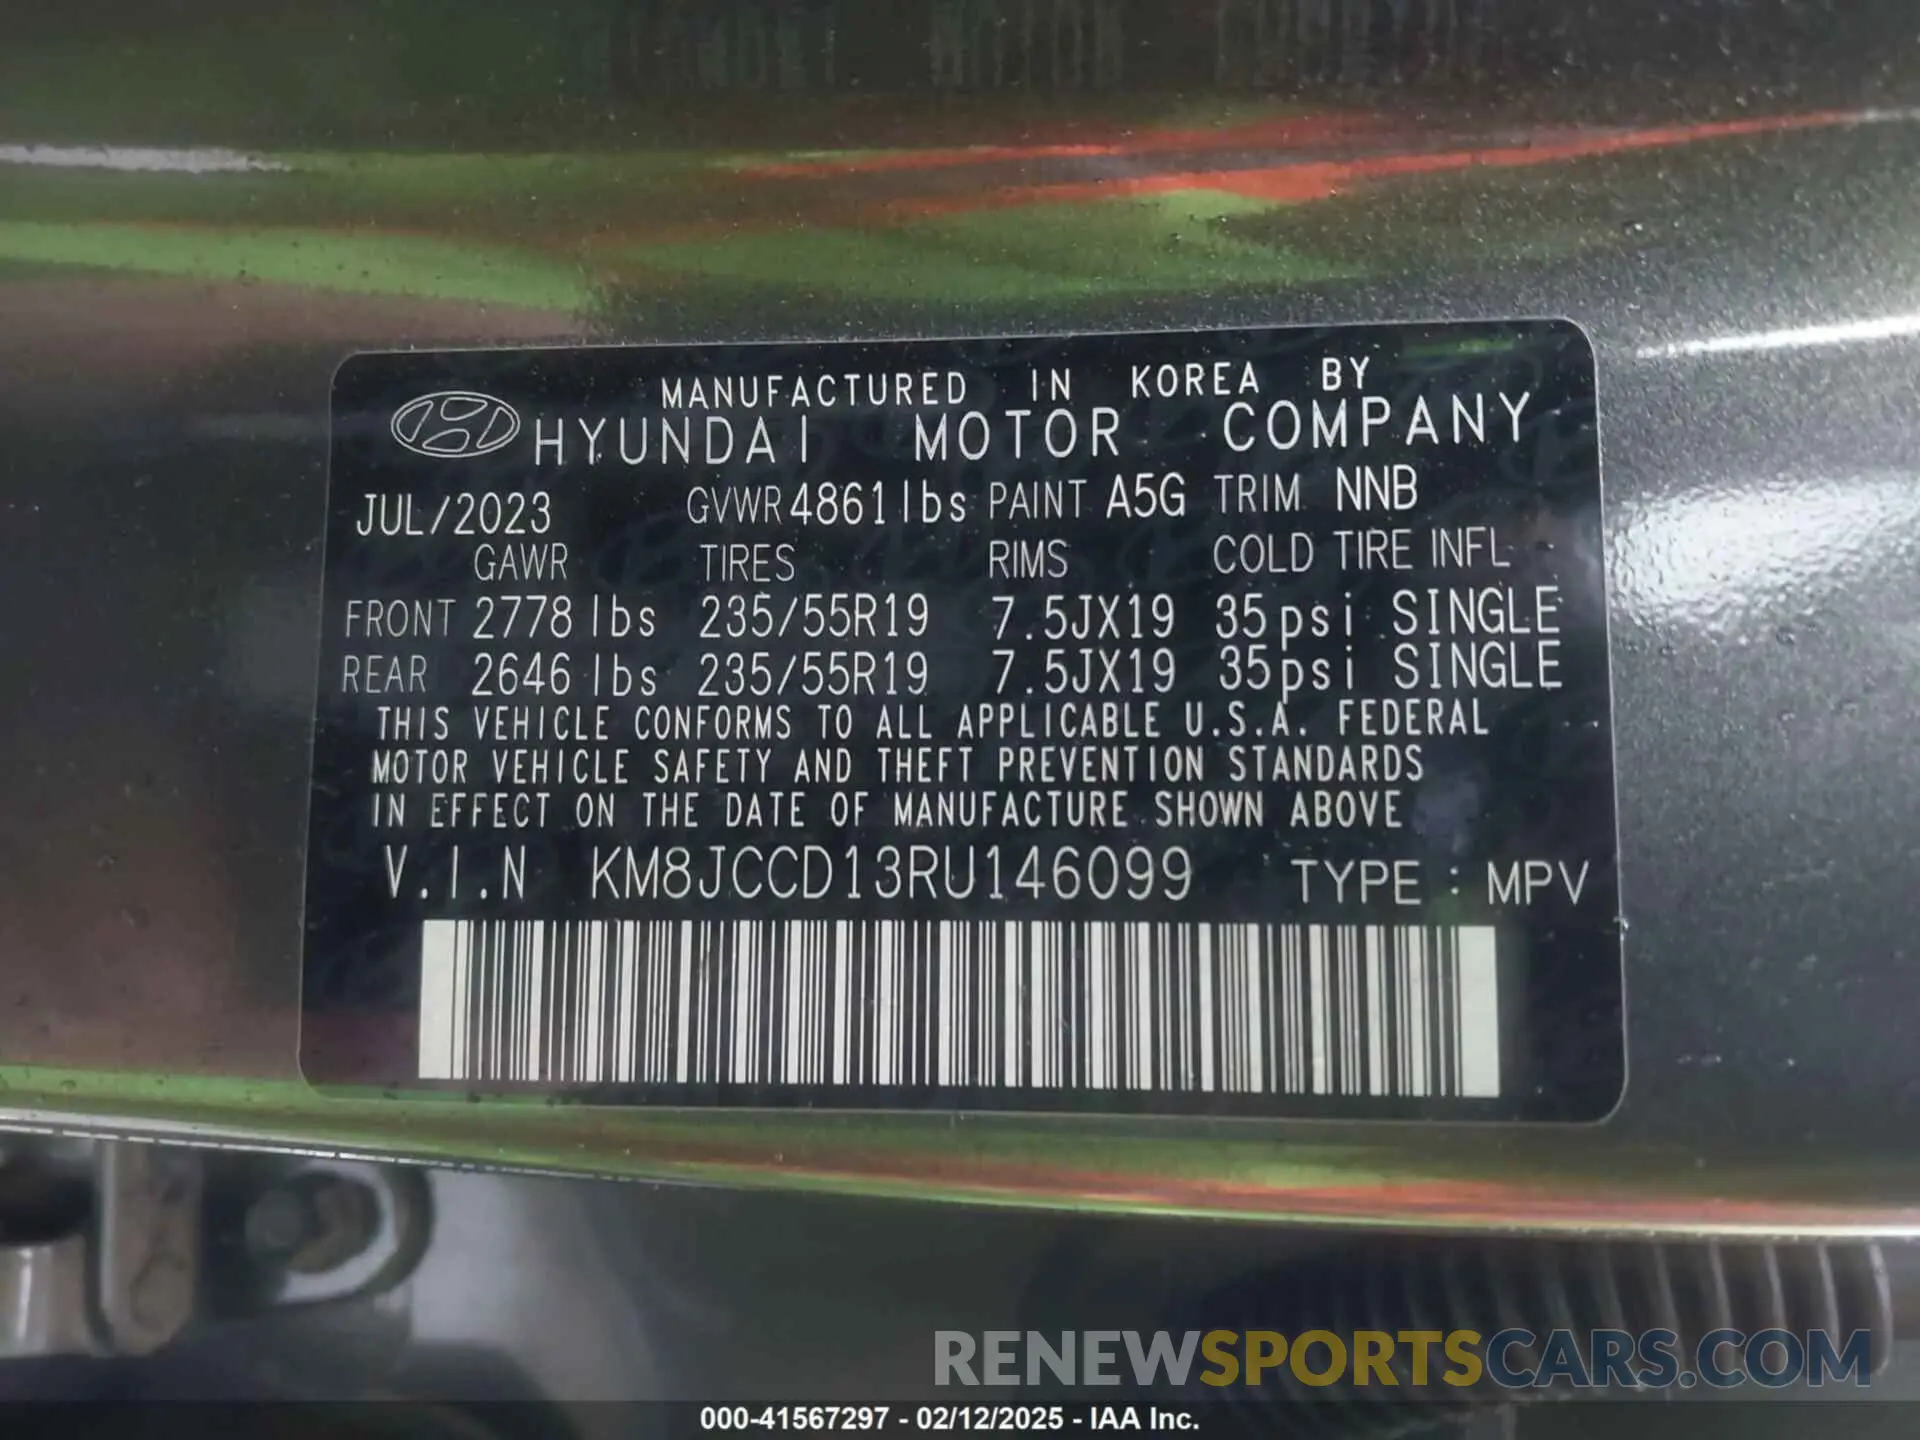 MANUFACTURED IN KOREA BY
HYUNDAI MOTOR COMPANY
JUL/2023 GVWR 4861lbs PAINT A5G TRIM NNB
GAWR TIRES RIMS COLD TIRE INFL
FRONT 2778 lbs 235/55R19 7.5JX19 35psi SINGLE
REAR 2646 lbs 235/55R19 7.5JX19 35psi SINGLE
THIS VEHICLE CONFORMS TO ALL APPLICABLE U.S.A. FEDERAL
MOTOR VEHICLE SAFETY AND THEFT PREVENTION STANDARDS
IN EFFECT ON THE DATE OF MANUFACTURE SHOWN ABOVE
V.I.N KM8JCCD13RU146099 TYPE : MPV
RENEWSPORTSCARS.COM
000-41567297 - 02/12/2025 - IAA Inc.